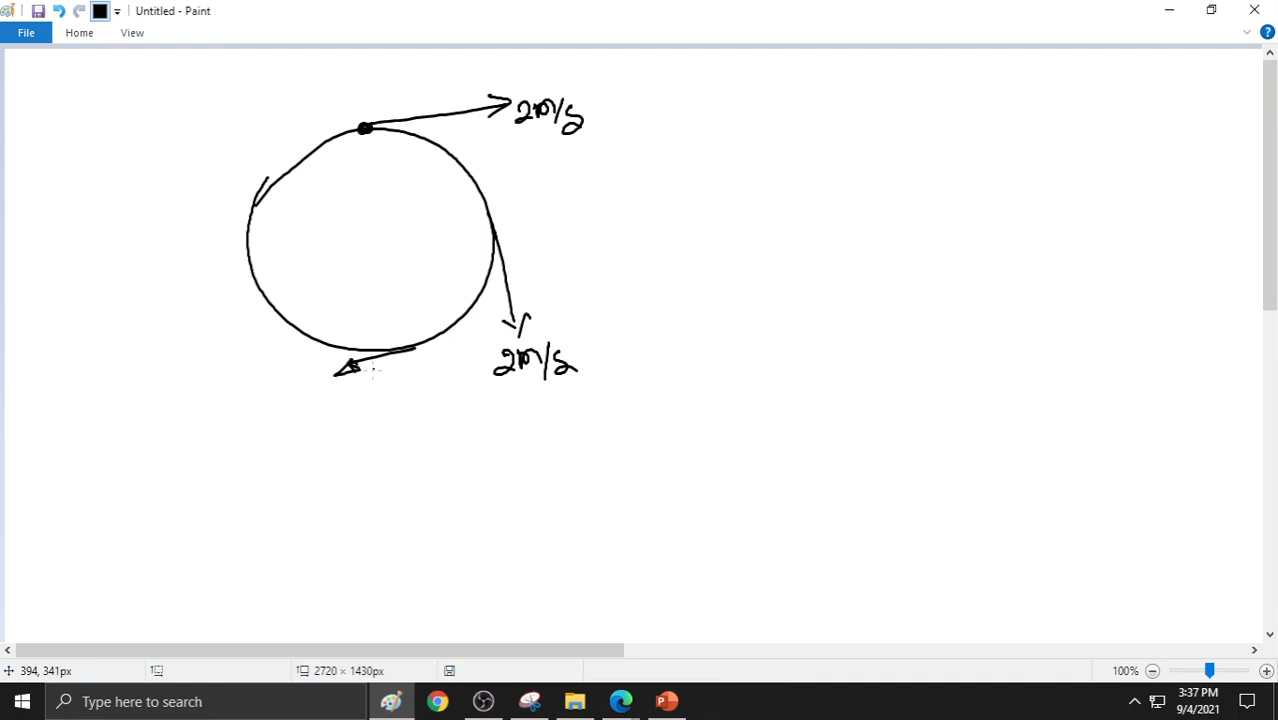 Untitled - Paint
File Home View
2m/s
2m/s
394, 341px
2720 × 1430px
100%
Type here to search
3:37 PM
9/4/2021